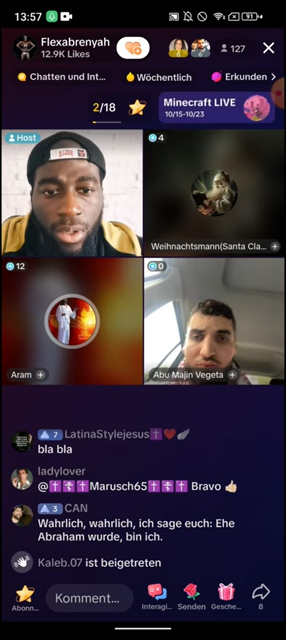 13:57
91
Flexabrenyah
12.9K Likes
127
Chatten und Int...
Wöchentlich
Erkunden
2/18
Minecraft LIVE
10/15-10/23
Host
4
Weihnachtsmann(Santa Cla...
12
Aram
0
Abu Majin Vegeta
7 LatinaStylejesus
bla bla
ladylover
@Marusch65 Bravo
3 CAN
Wahrlich, wahrlich, ich sage euch: Ehe
Abraham wurde, bin ich.
Kaleb.07 ist beigetreten
Komment...
Abonn...
Interagi...
Senden
Gesche...
8